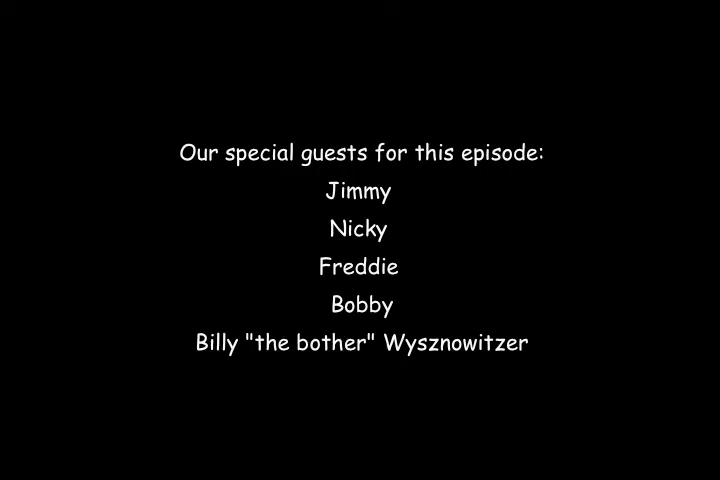 Our special guests for this episode:
Jimmy
Nicky
Freddie
Bobby
Billy "the bother" Wysznowitzer